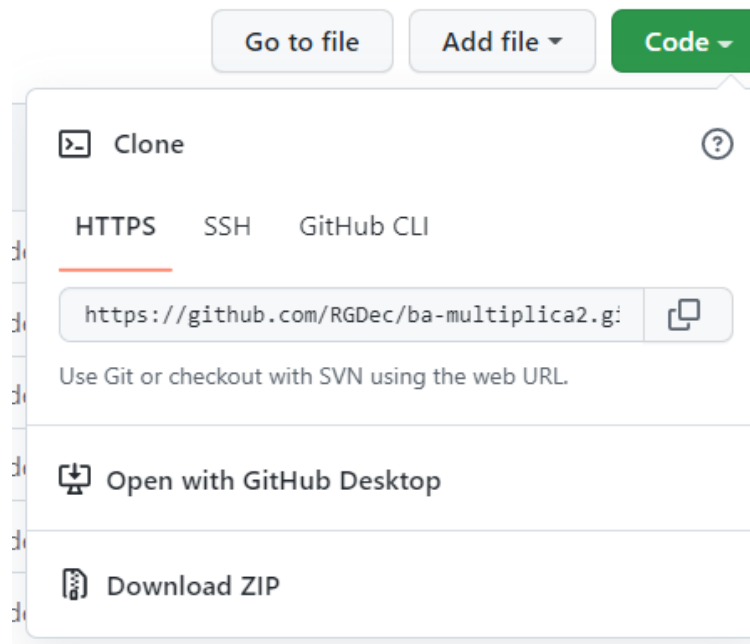 Go to file Add file Code
Clone
HTTPS SSH GitHub CLI
https://github.com/RGDec/ba-multiplica2.gi
Use Git or checkout with SVN using the web URL.
Open with GitHub Desktop
Download ZIP